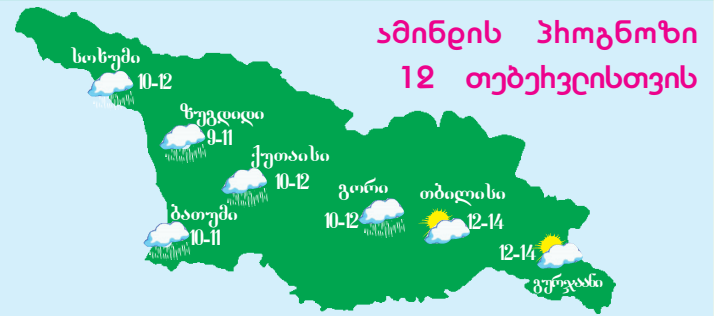 ამინდის პროგნოზი
12 თებერვლისთვის
სოხუმი
10-12
ზუგდიდი
9-11
ქუთაისი
10-12
გორი
10-12
თბილისი
12-14
ბათუმი
10-11
12-14
გურჯაანი